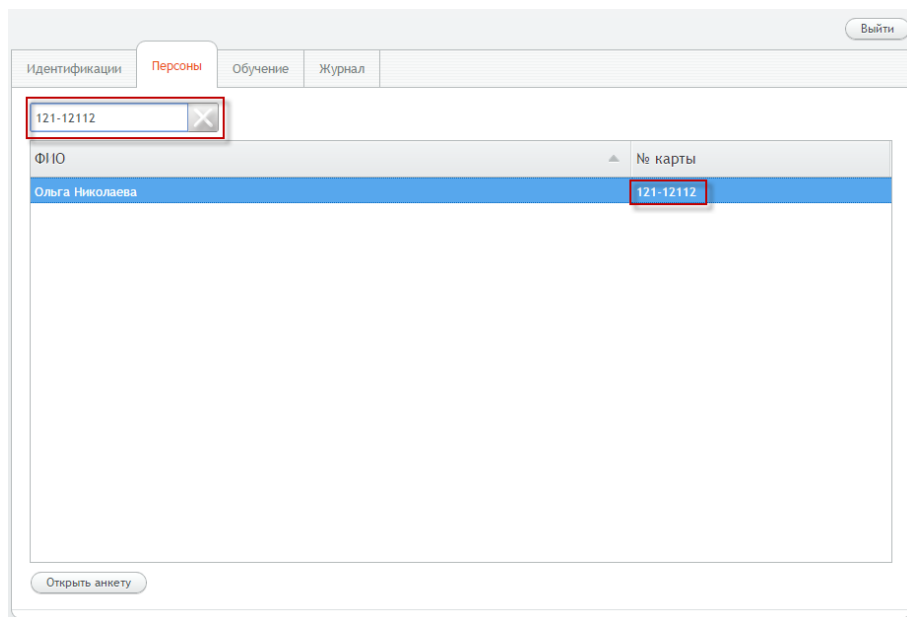 Выйти
Идентификации Персоны Обучение Журнал
121-12112
ФИО № карты
Ольга Николаева 121-12112
Открыть анкету